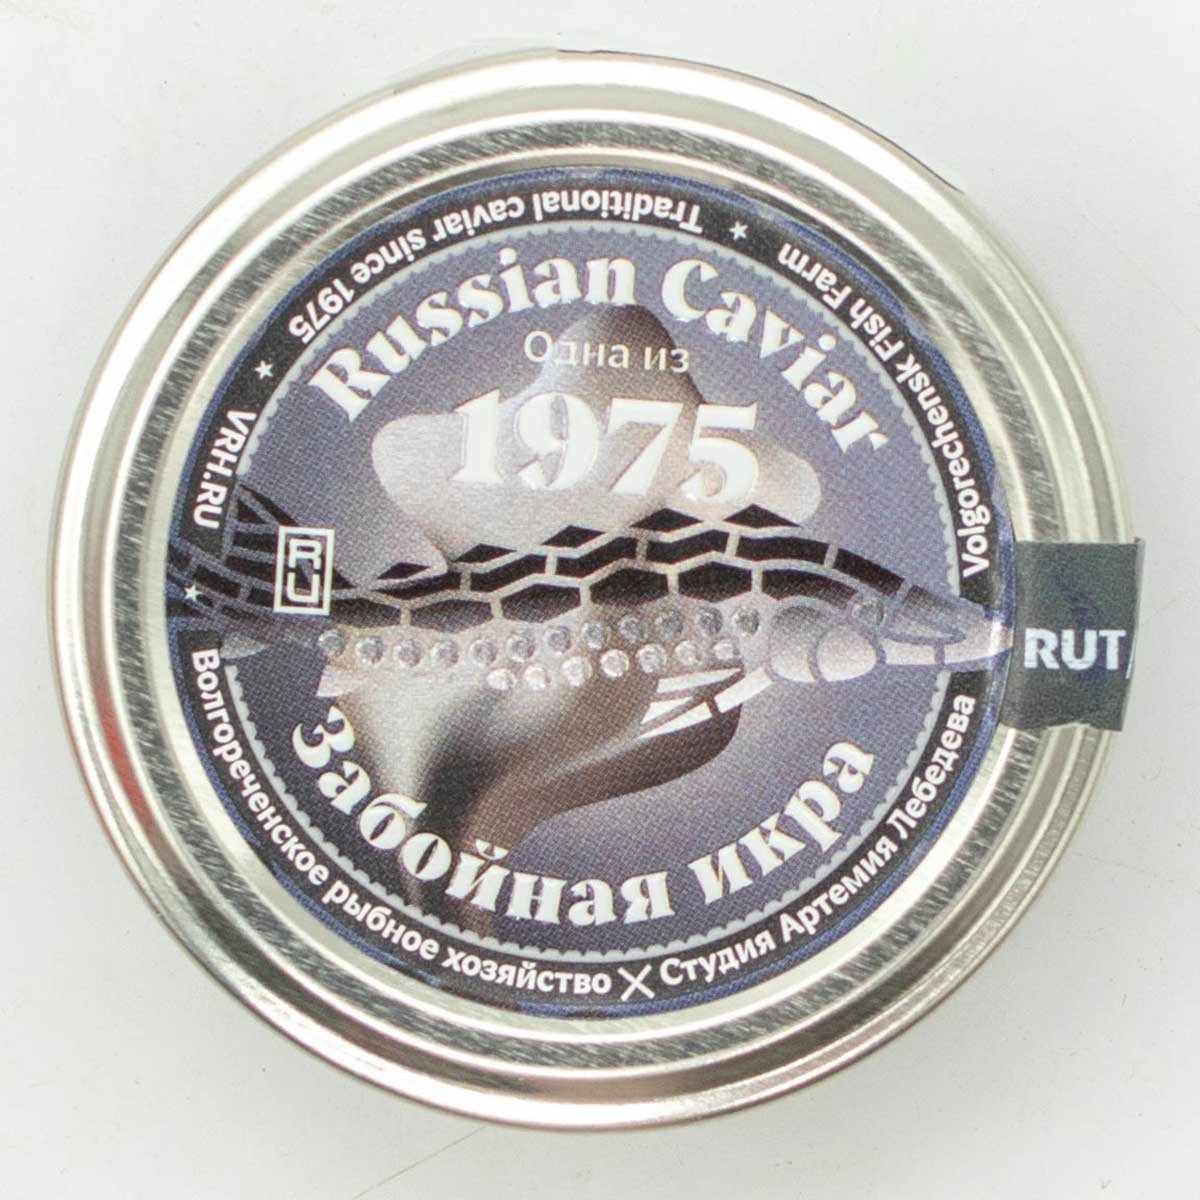 Russian Caviar
Одна из
1975
Забойная икра
RU
VRH.RU
Traditional caviar since 1975
Volgorechensk Fish Farm
Волгореченское рыбное хозяйство X Студия Артемия Лебедева
RUT